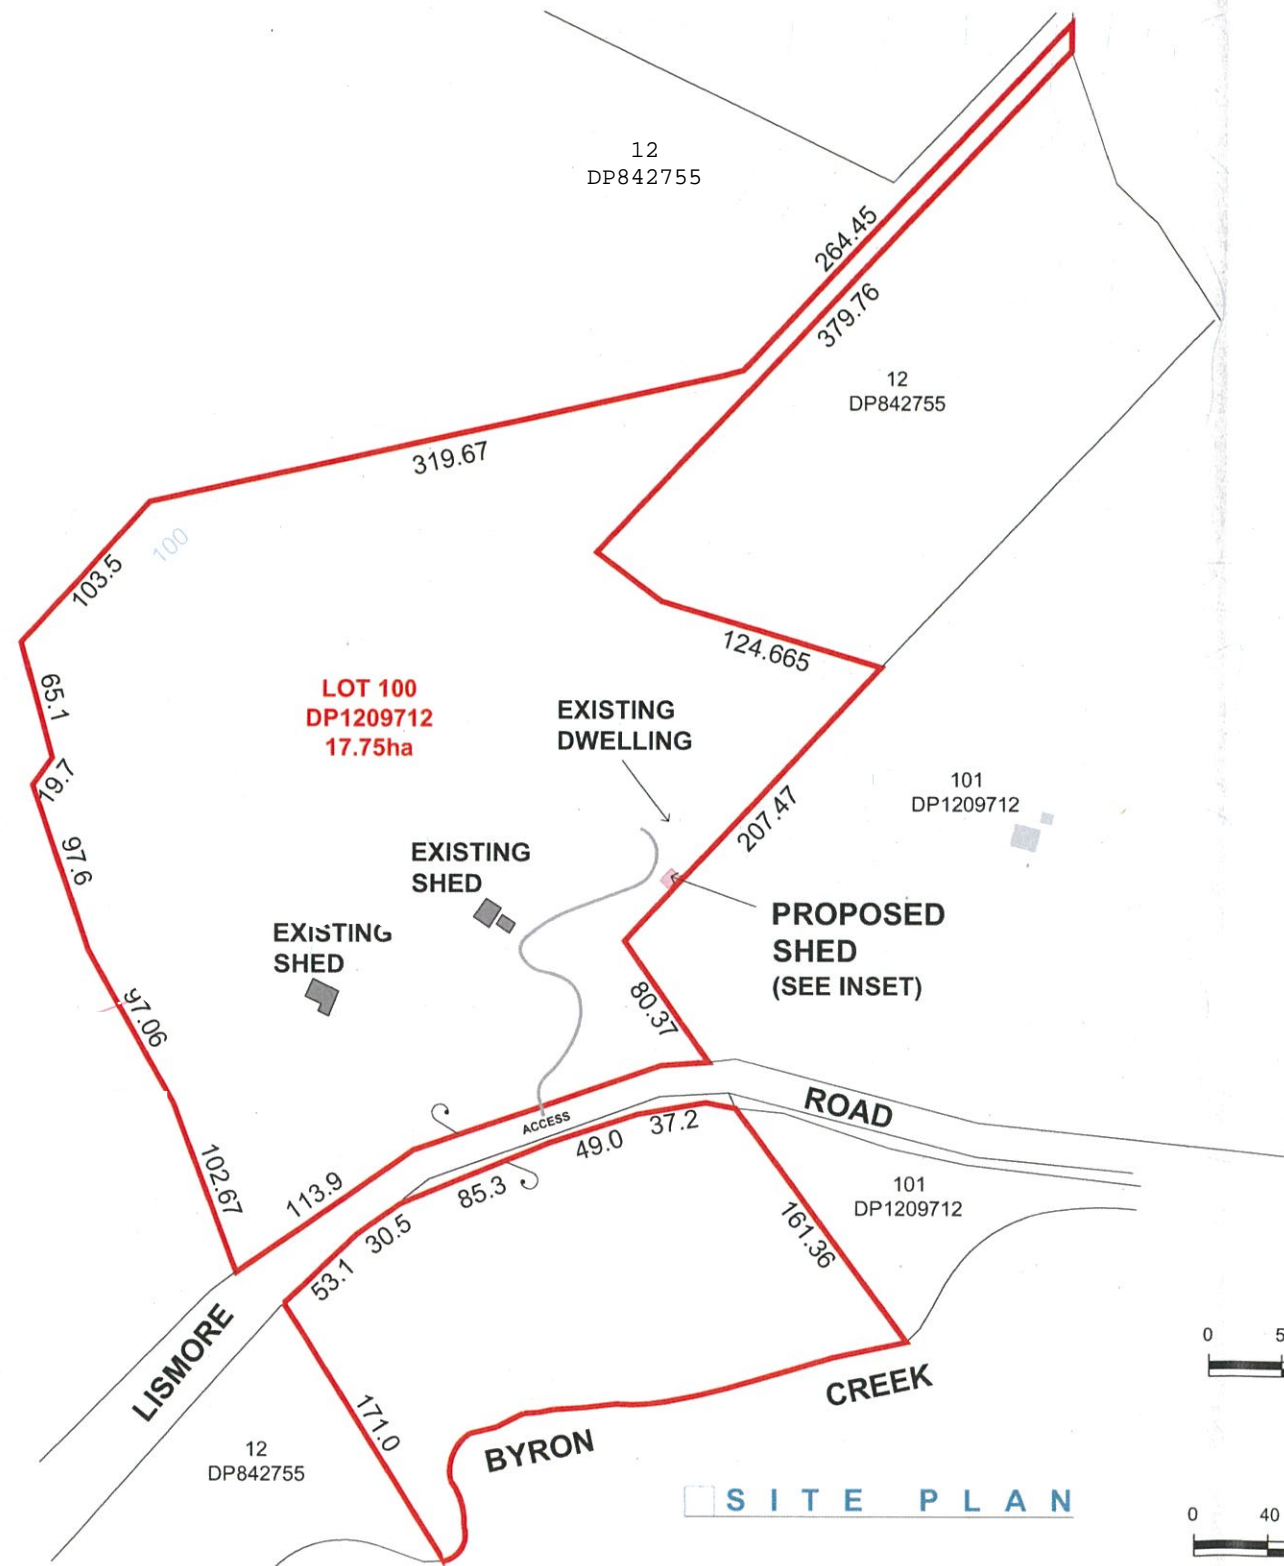 12
DP842755
264.45
379.76
12
DP842755
319.67
100
103.5
124.665
65.1
LOT 100
DP1209712
17.75ha
EXISTING
DWELLING
19.7
101
DP1209712
207.47
97.6
EXISTING
SHED
PROPOSED
SHED
(SEE INSET)
EXISTING
SHED
80.37
97.06
ROAD
ACCESS
37.2
49.0
102.67
113.9
85.3
30.5
101
DP1209712
161.36
53.1
LISMORE
0 5
CREEK
171.0
BYRON
12
DP842755
SITE PLAN
0 40